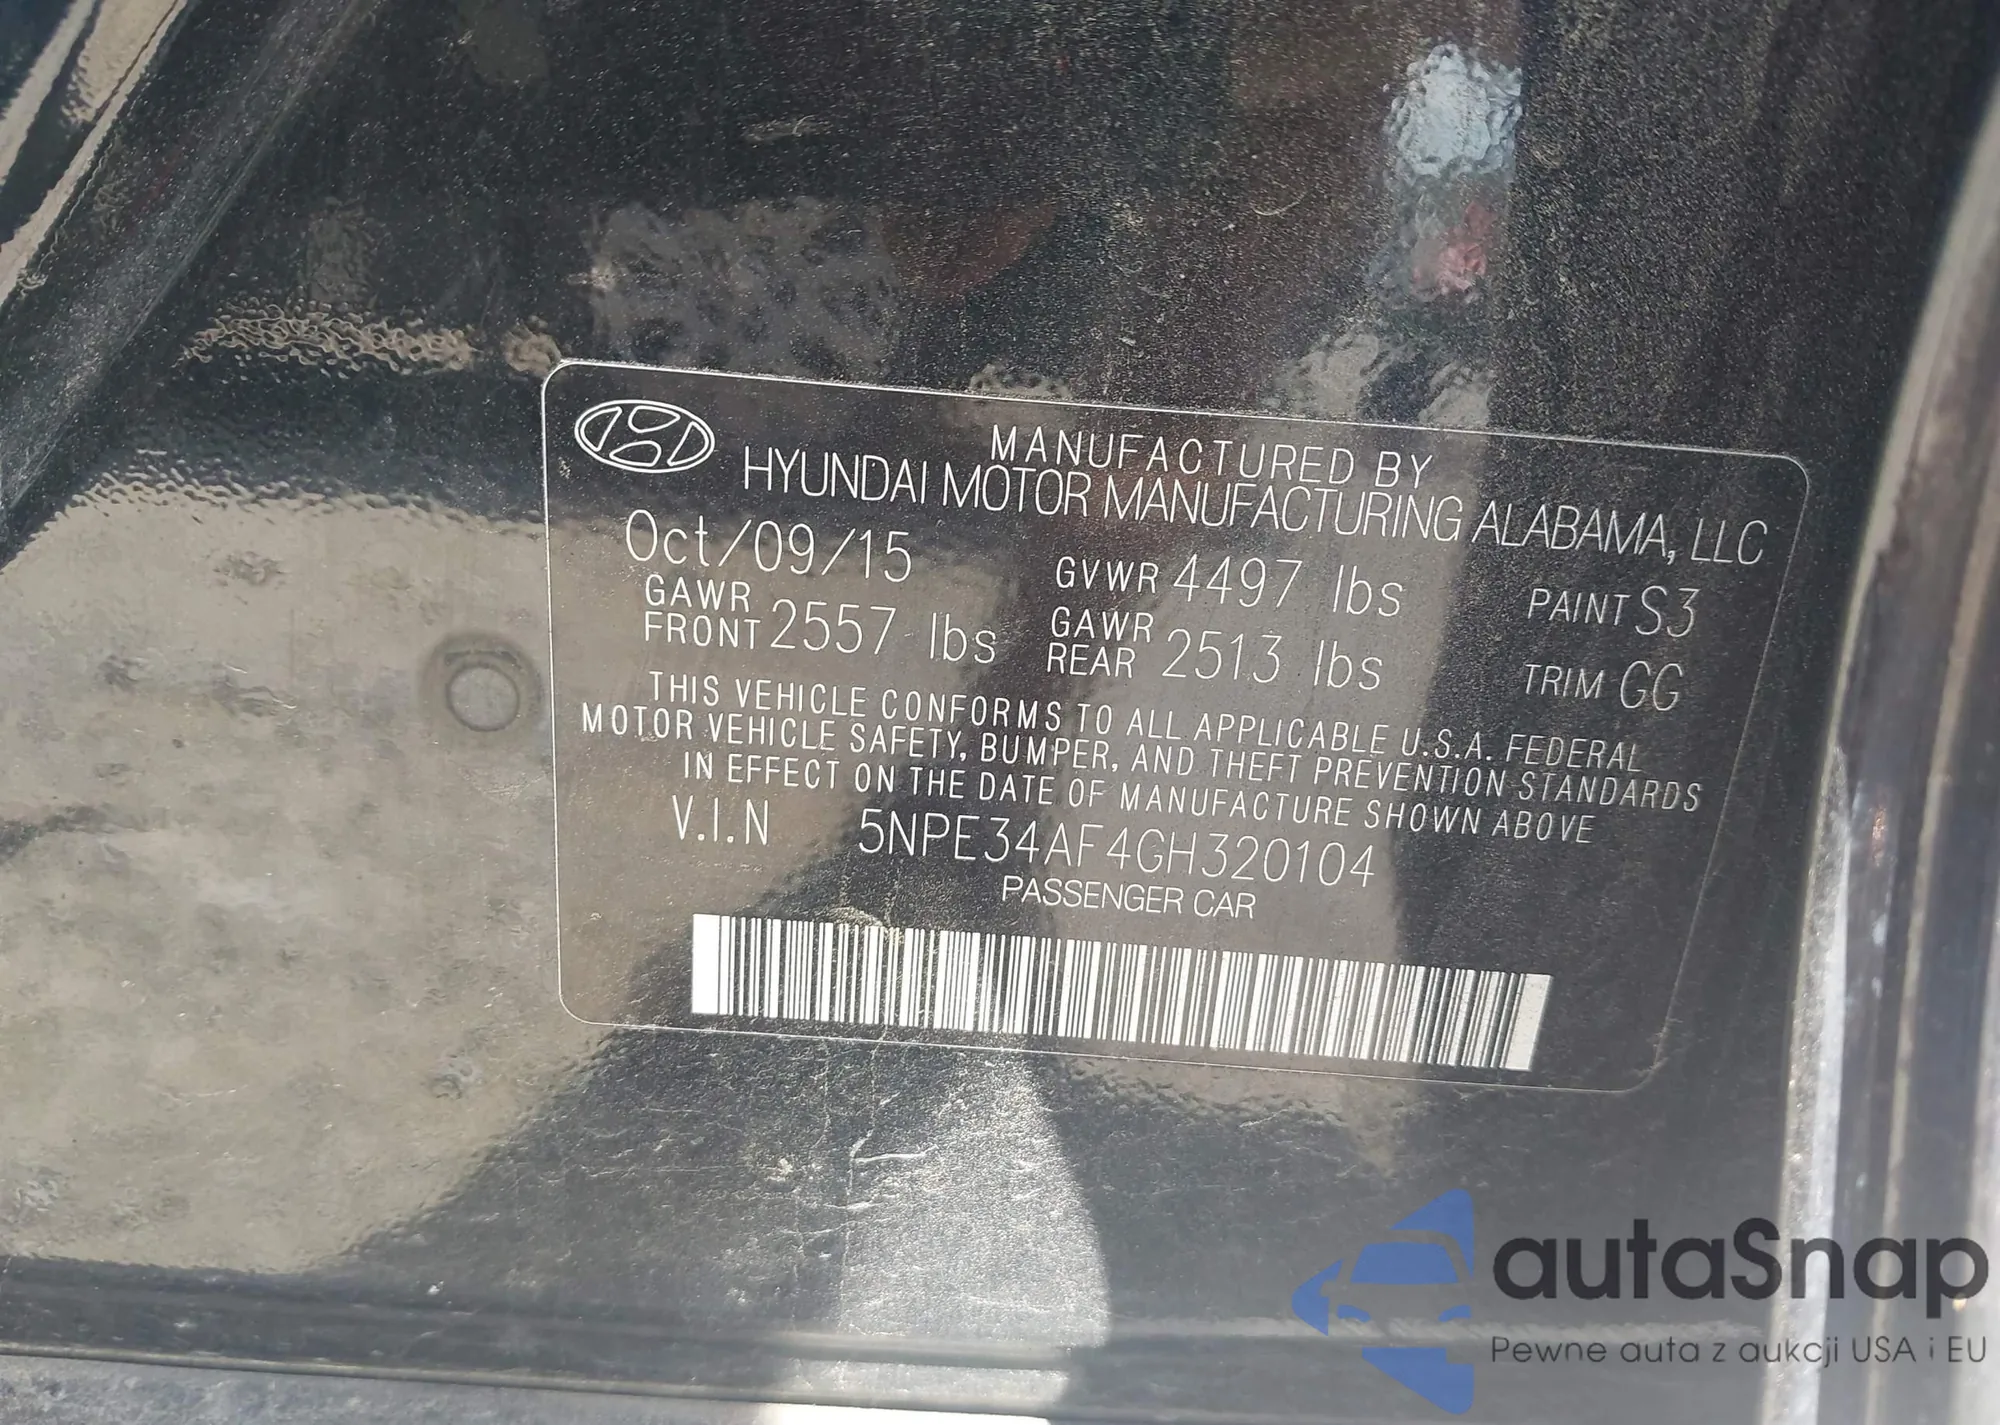 MANUFACTURED BY
HYUNDAI MOTOR MANUFACTURING ALABAMA, LLC
Oct/09/15 GVWR 4497 lbs PAINT S3
GAWR FRONT 2557 lbs GAWR REAR 2513 lbs TRIM GG
THIS VEHICLE CONFORMS TO ALL APPLICABLE U.S.A. FEDERAL
MOTOR VEHICLE SAFETY, BUMPER, AND THEFT PREVENTION STANDARDS
IN EFFECT ON THE DATE OF MANUFACTURE SHOWN ABOVE
V.I.N 5NPE34AF4GH320104
PASSENGER CAR
autaSnap
Pewne auta z aukcji USA i EU